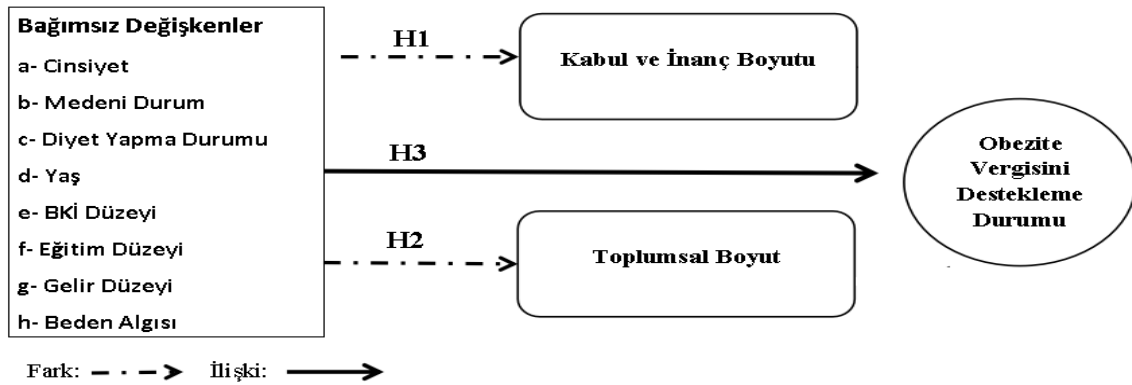 Bağımsız Değişkenler
a- Cinsiyet
b- Medeni Durum
c- Diyet Yapma Durumu
d- Yaş
e- BKİ Düzeyi
f- Eğitim Düzeyi
g- Gelir Düzeyi
h- Beden Algısı
H1
Kabul ve İnanç Boyutu
H3
Obezite
Vergisini
Destekleme
Durumu
H2
Toplumsal Boyut
Fark: İlişki: